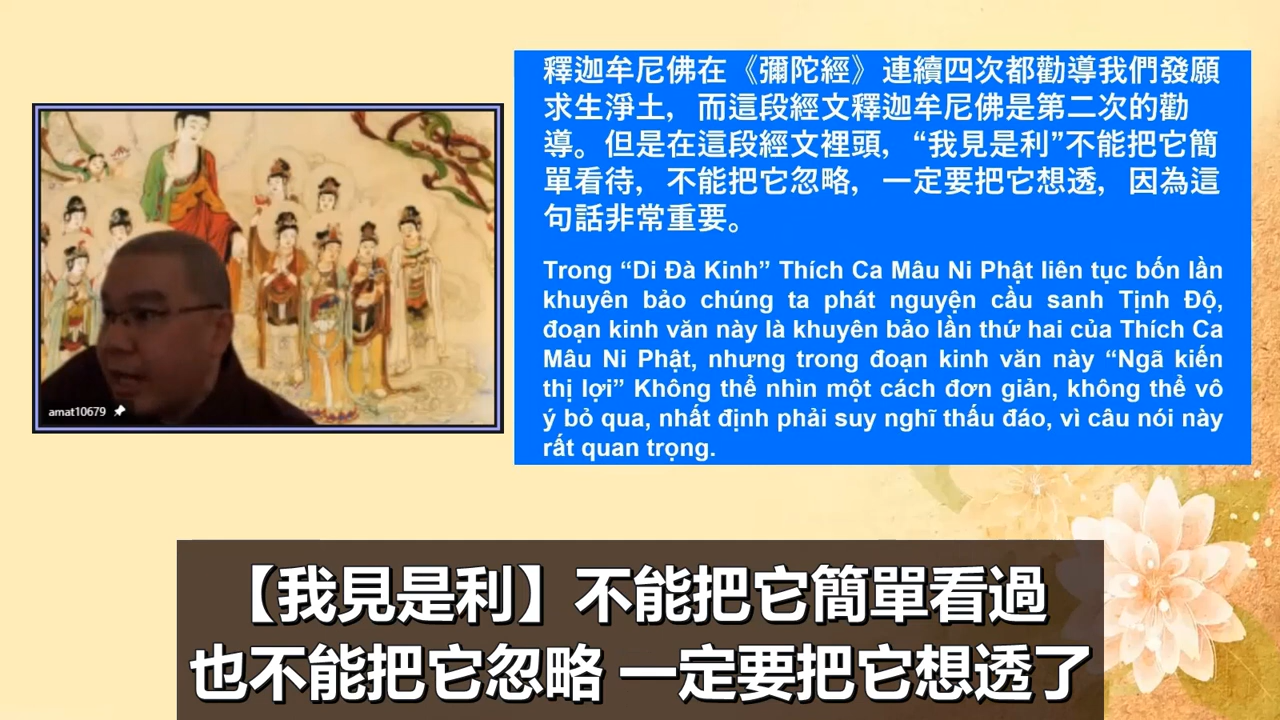 釋迦牟尼佛在《彌陀經》連續四次都勸導我們發願
求生淨土，而這段經文釋迦牟尼佛是第二次的勸
導。但是在這段經文裡頭，“我見是利”不能把它簡
單看待，不能把它忽略，一定要把它想透，因為這
句話非常重要。
Trong “Di Đà Kinh” Thích Ca Mâu Ni Phật liên tục bốn lần
khuyên bảo chúng ta phát nguyện cầu sanh Tịnh Độ,
đoạn kinh văn này là khuyên bảo lần thứ hai của Thích Ca
Mâu Ni Phật, nhưng trong đoạn kinh văn này “Ngã kiến
thị lợi” Không thể nhìn một cách đơn giản, không thể vô
ý bỏ qua, nhất định phải suy nghĩ thấu đáo, vì câu nói này
rất quan trọng.
amat10679
【我見是利】不能把它簡單看過
也不能把它忽略 一定要把它想透了